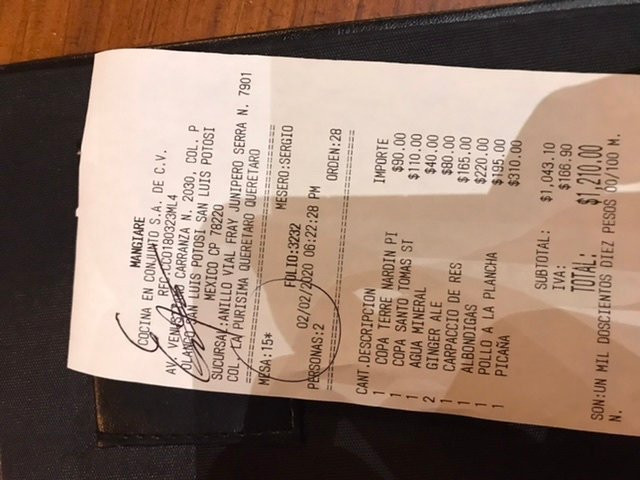 MANGIARE
COCINA EN CONJUNTO S.A. DE C.V.
RFC:CCO180323ML4
AV. CARRANZA N. 2030, COL: P
OLANCO SAN LUIS POTOSI SAN LUIS POTOSI
MEXICO CP 78220
SUCURSAL:ANILLO VIAL FRAY JUNIPERO SERRA N. 7901
COL. LA PURISIMA QUERETARO QUERETARO
MESA:15* MESERO:SERGIO
FOLIO:3232
PERSONAS:2 02/02/2020 06:22:28 PM ORDEN:28
CANT.DESCRIPCION IMPORTE
1 COPA TERRE NARDIN PI $90.00
1 COPA SANTO TOMAS SI $110.00
1 AGUA MINERAL $40.00
2 GINGER ALE $80.00
1 CARPACCIO DE RES $165.00
1 ALBONDIGAS $220.00
1 POLLO A LA PLANCHA $195.00
1 PICAÑA $310.00
SUBTOTAL: $1,043.10
IVA: $166.90
TOTAL: $1,210.00
SON:UN MIL DOSCIENTOS DIEZ PESOS 00/100 M.
N.